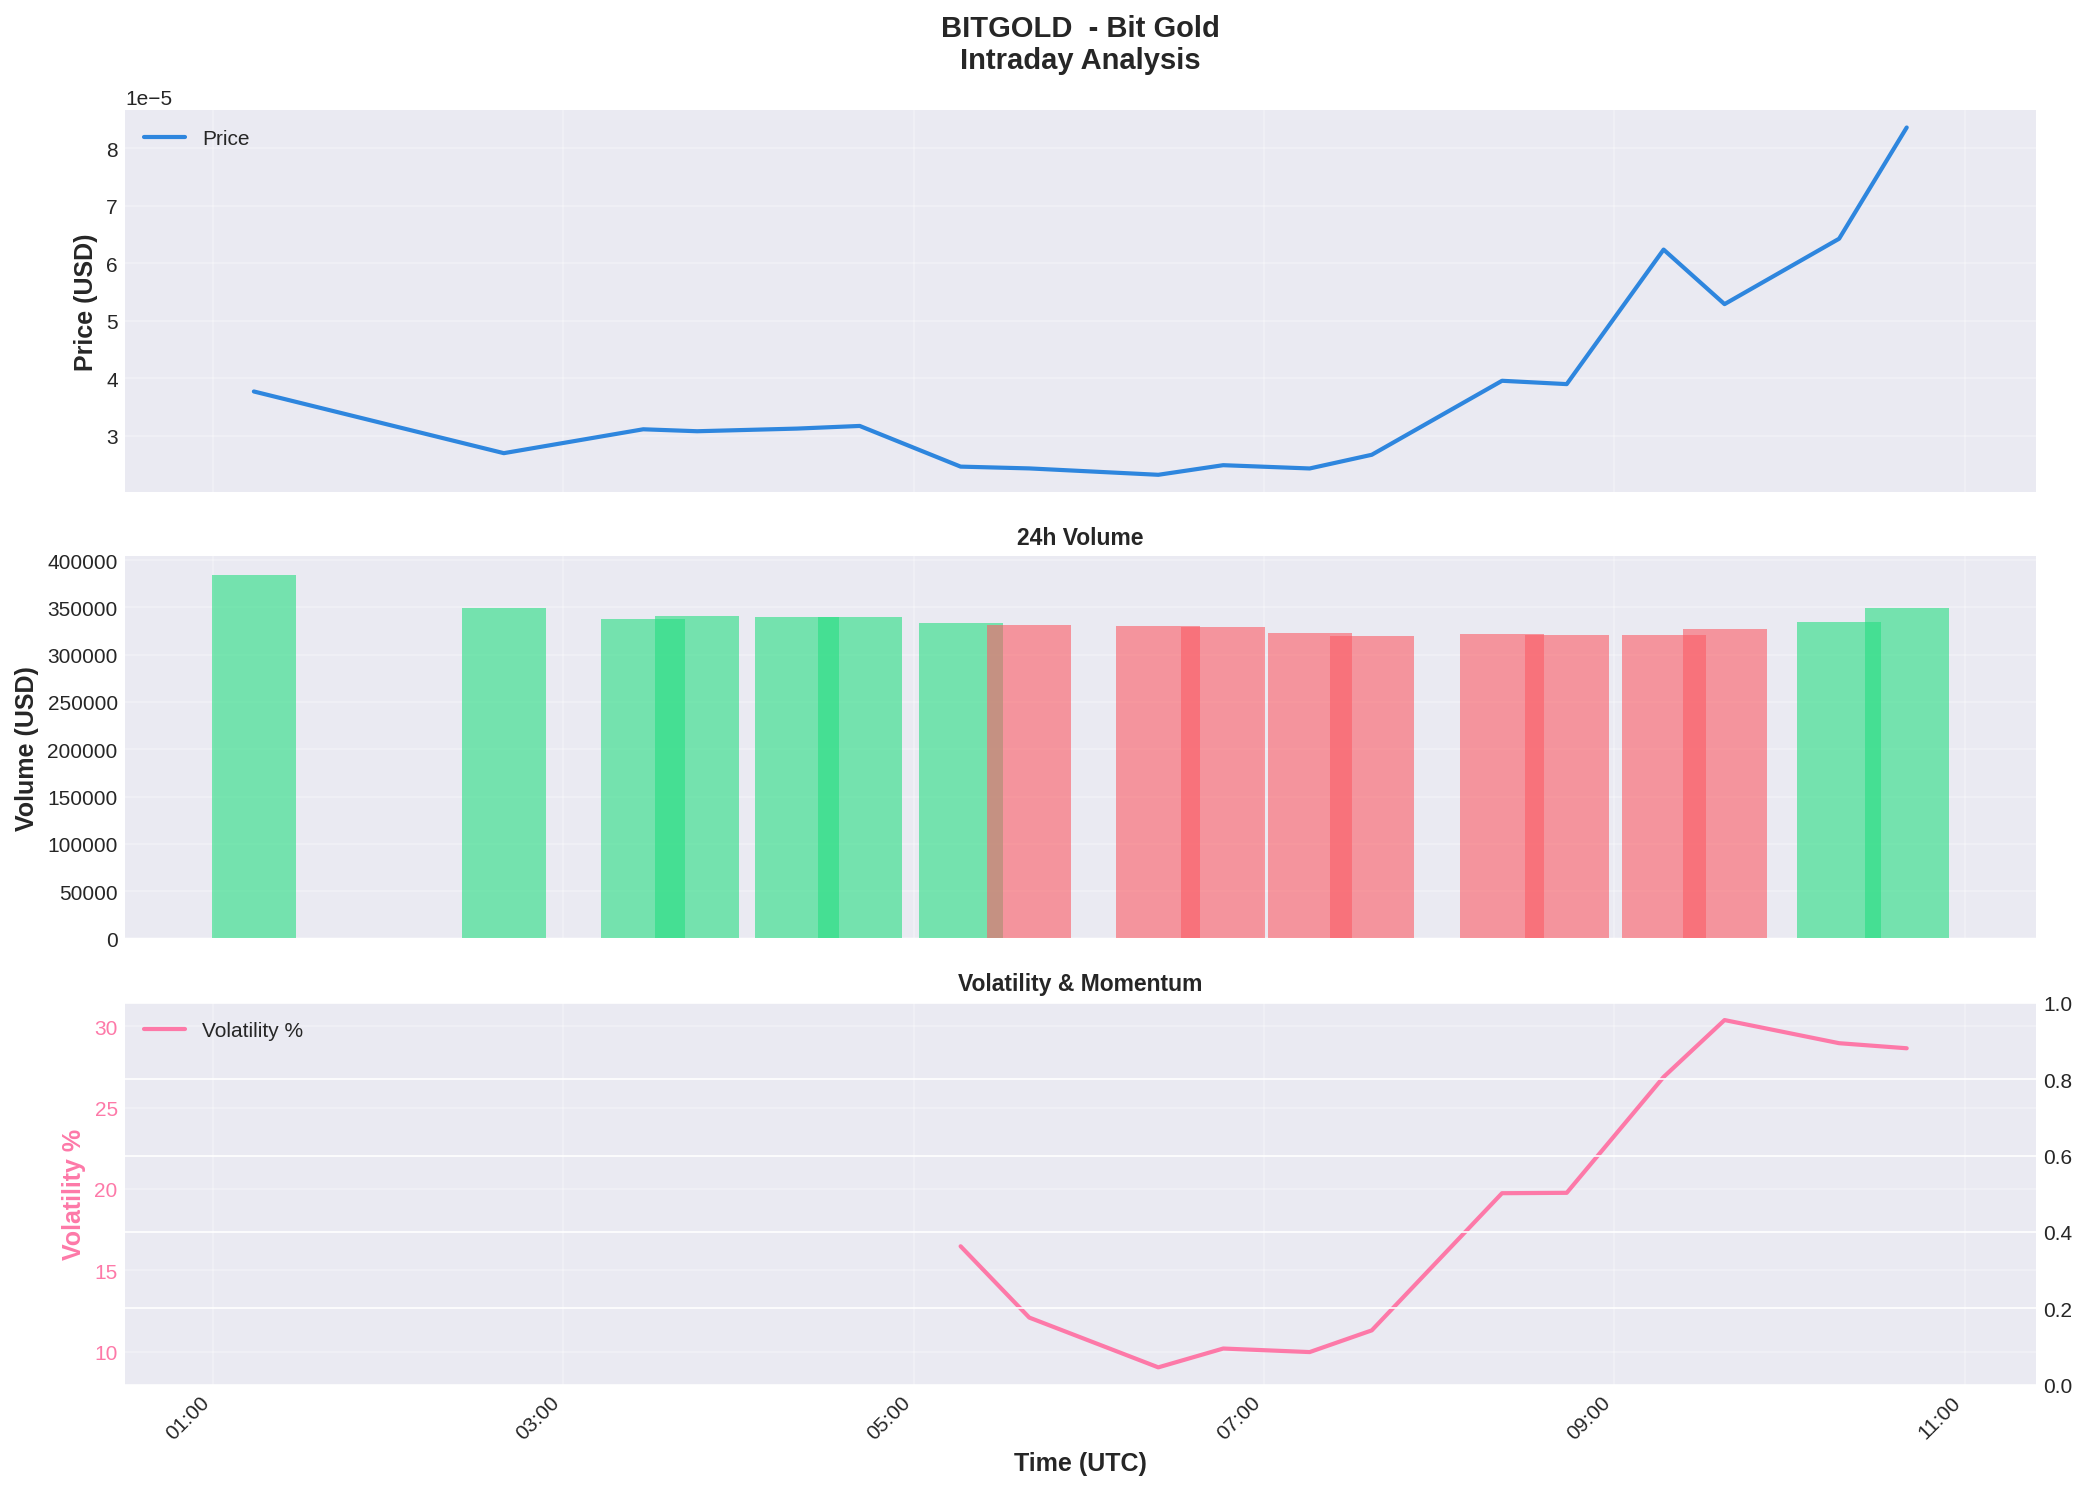 BITGOLD  - Bit Gold
Intraday Analysis
1e−5
Price
8
7
6
5
4
3
Price (USD)
24h Volume
400000
350000
300000
250000
200000
150000
100000
50000
0
Volume (USD)
Volatility & Momentum
Volatility %
30
25
20
15
10
Volatility %
1.0
0.8
0.6
0.4
0.2
0.0
01:00
03:00
05:00
07:00
09:00
11:00
Time (UTC)